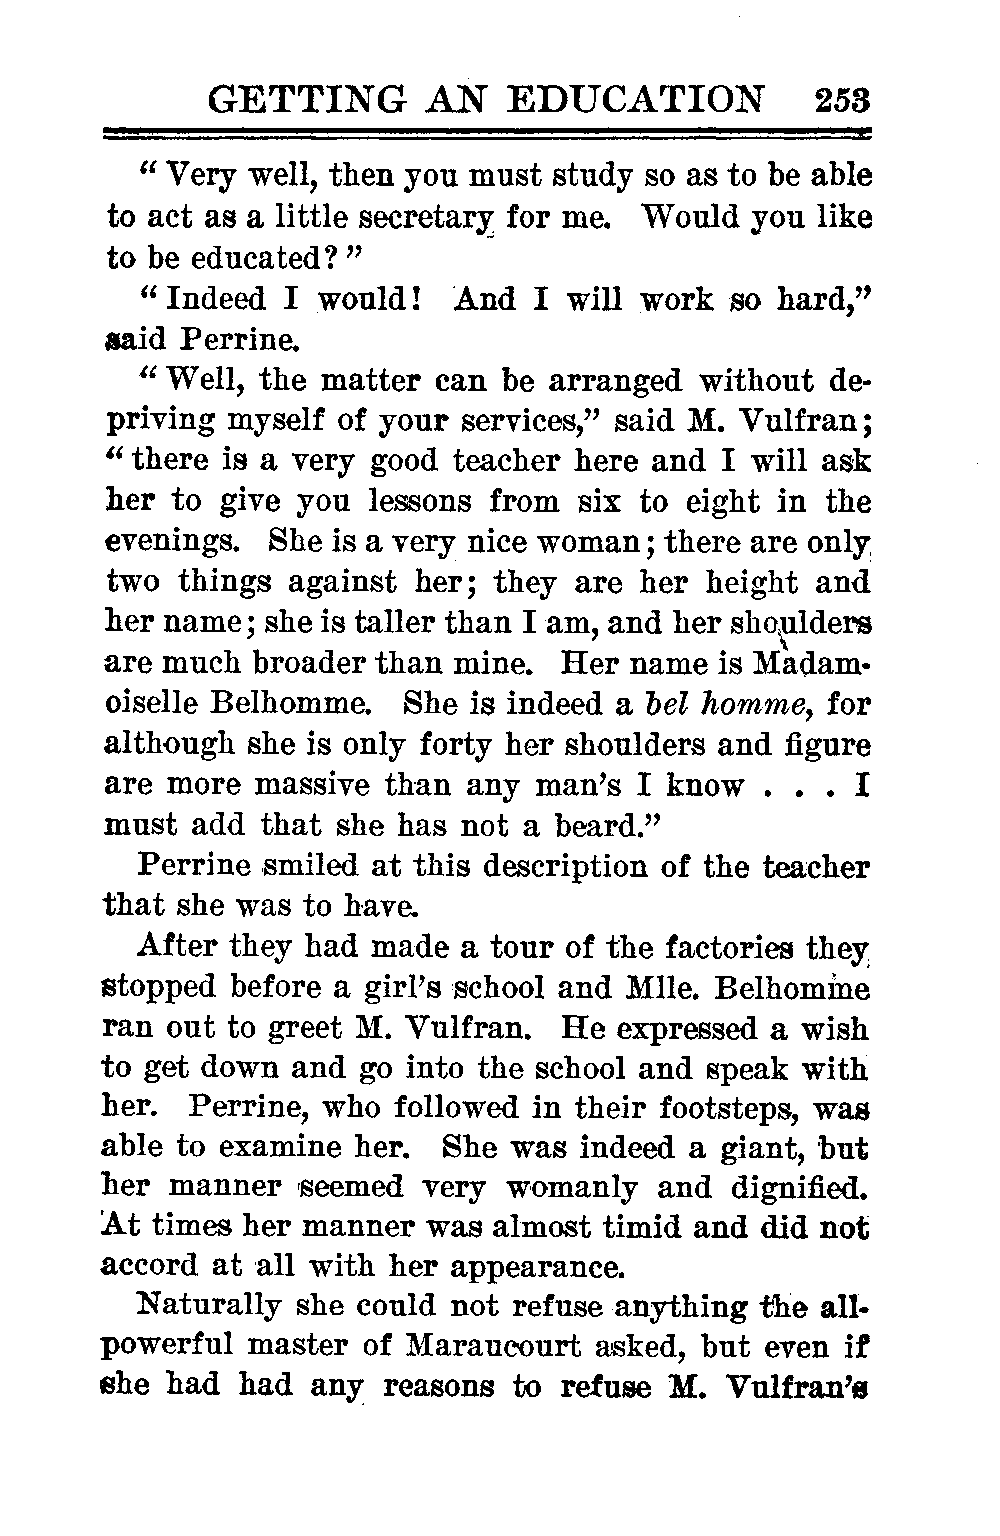 GETTING AN EDUCATION 253
“Very well, then you must study so as to be able
to act as a little secretary for me. Would you like
to be educated?”
“Indeed I would! And I will work so hard,”
said Perrine.
“Well, the matter can be arranged without de-
priving myself of your services,” said M. Vulfran;
“there is a very good teacher here and I will ask
her to give you lessons from six to eight in the
evenings. She is a very nice woman; there are only
two things against her; they are her height and
her name; she is taller than I am, and her shoulders
are much broader than mine. Her name is Madam-
oiselle Belhomme. She is indeed a bel homme, for
although she is only forty her shoulders and figure
are more massive than any man’s I know . . . I
must add that she has not a beard.”
Perrine smiled at this description of the teacher
that she was to have.
After they had made a tour of the factories they
stopped before a girl’s school and Mlle. Belhomme
ran out to greet M. Vulfran. He expressed a wish
to get down and go into the school and speak with
her. Perrine, who followed in their footsteps, was
able to examine her. She was indeed a giant, but
her manner seemed very womanly and dignified.
At times her manner was almost timid and did not
accord at all with her appearance.
Naturally she could not refuse anything the all-
powerful master of Maraucourt asked, but even if
she had had any reasons to refuse M. Vulfran’s